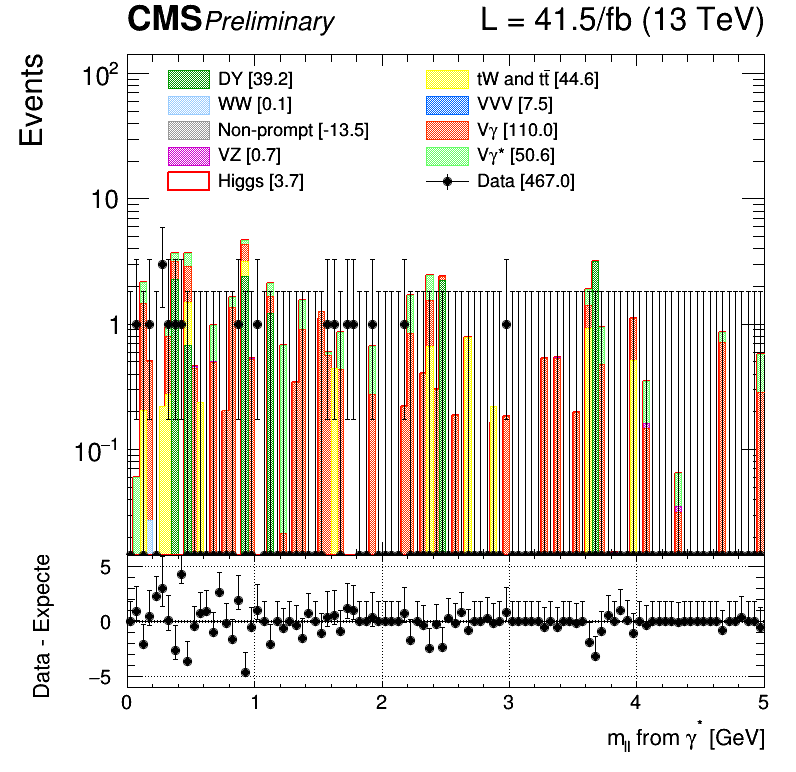 CMS Preliminary L = 41.5/fb (13 TeV)
Events
10²
10
1
10⁻¹
DY [39.2]
WW [0.1]
Non-prompt [-13.5]
VZ [0.7]
Higgs [3.7]
tW and tt̄ [44.6]
VVV [7.5]
Vγ [110.0]
Vγ* [50.6]
Data [467.0]
Data - Expecte
5
0
−5
0 1 2 3 4 5
m_ll from γ* [GeV]